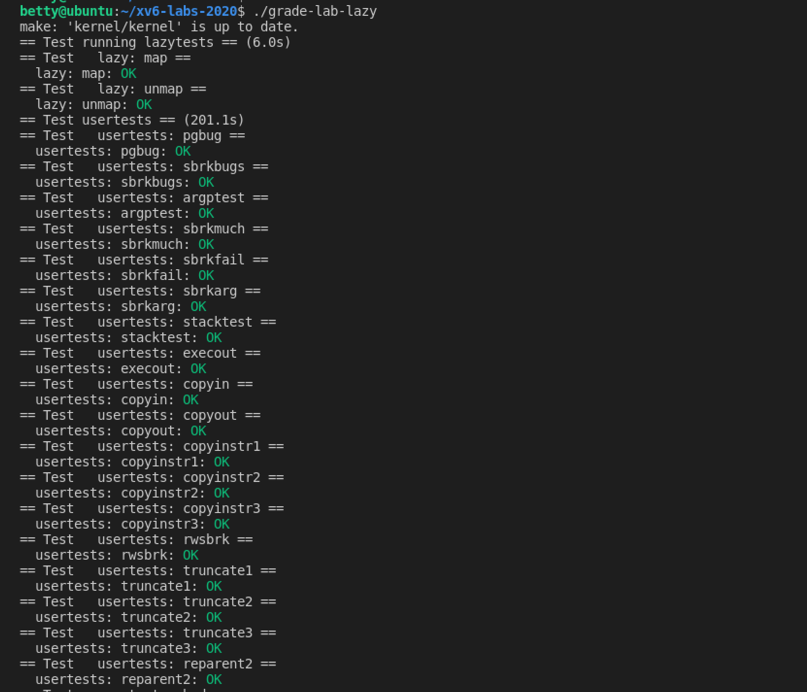 betty@ubuntu:~/xv6-labs-2020$ ./grade-lab-lazy
make: 'kernel/kernel' is up to date.
== Test running lazytests == (6.0s)
== Test   lazy: map ==
  lazy: map: OK
== Test   lazy: unmap ==
  lazy: unmap: OK
== Test usertests == (201.1s)
== Test   usertests: pgbug ==
  usertests: pgbug: OK
== Test   usertests: sbrkbugs ==
  usertests: sbrkbugs: OK
== Test   usertests: argptest ==
  usertests: argptest: OK
== Test   usertests: sbrkmuch ==
  usertests: sbrkmuch: OK
== Test   usertests: sbrkfail ==
  usertests: sbrkfail: OK
== Test   usertests: sbrkarg ==
  usertests: sbrkarg: OK
== Test   usertests: stacktest ==
  usertests: stacktest: OK
== Test   usertests: execout ==
  usertests: execout: OK
== Test   usertests: copyin ==
  usertests: copyin: OK
== Test   usertests: copyout ==
  usertests: copyout: OK
== Test   usertests: copyinstr1 ==
  usertests: copyinstr1: OK
== Test   usertests: copyinstr2 ==
  usertests: copyinstr2: OK
== Test   usertests: copyinstr3 ==
  usertests: copyinstr3: OK
== Test   usertests: rwsbrk ==
  usertests: rwsbrk: OK
== Test   usertests: truncate1 ==
  usertests: truncate1: OK
== Test   usertests: truncate2 ==
  usertests: truncate2: OK
== Test   usertests: truncate3 ==
  usertests: truncate3: OK
== Test   usertests: reparent2 ==
  usertests: reparent2: OK